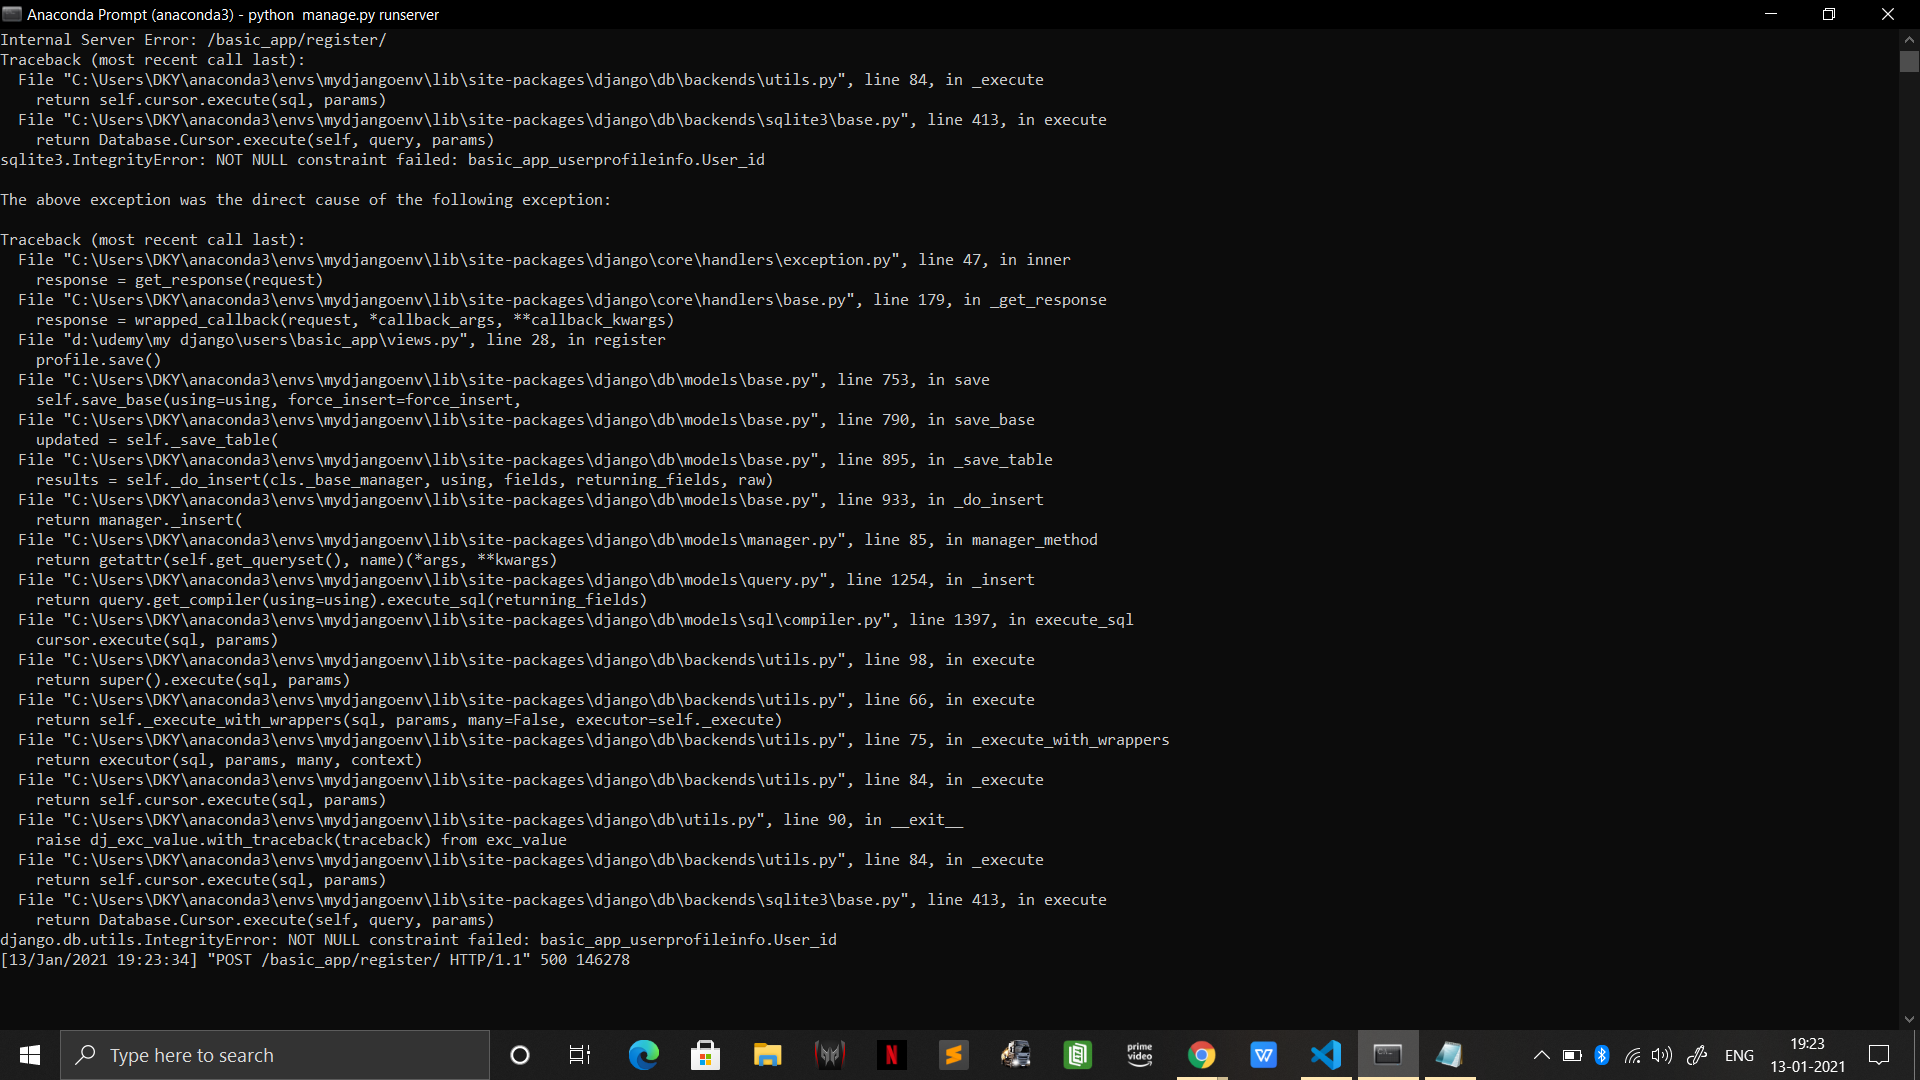 Anaconda Prompt (anaconda3) - python  manage.py runserver
Internal Server Error: /basic_app/register/
Traceback (most recent call last):
  File "C:\Users\DKY\anaconda3\envs\mydjangoenv\lib\site-packages\django\db\backends\utils.py", line 84, in _execute
    return self.cursor.execute(sql, params)
  File "C:\Users\DKY\anaconda3\envs\mydjangoenv\lib\site-packages\django\db\backends\sqlite3\base.py", line 413, in execute
    return Database.Cursor.execute(self, query, params)
sqlite3.IntegrityError: NOT NULL constraint failed: basic_app_userprofileinfo.User_id

The above exception was the direct cause of the following exception:

Traceback (most recent call last):
  File "C:\Users\DKY\anaconda3\envs\mydjangoenv\lib\site-packages\django\core\handlers\exception.py", line 47, in inner
    response = get_response(request)
  File "C:\Users\DKY\anaconda3\envs\mydjangoenv\lib\site-packages\django\core\handlers\base.py", line 179, in _get_response
    response = wrapped_callback(request, *callback_args, **callback_kwargs)
  File "d:\udemy\my django\users\basic_app\views.py", line 28, in register
    profile.save()
  File "C:\Users\DKY\anaconda3\envs\mydjangoenv\lib\site-packages\django\db\models\base.py", line 753, in save
    self.save_base(using=using, force_insert=force_insert,
  File "C:\Users\DKY\anaconda3\envs\mydjangoenv\lib\site-packages\django\db\models\base.py", line 790, in save_base
    updated = self._save_table(
  File "C:\Users\DKY\anaconda3\envs\mydjangoenv\lib\site-packages\django\db\models\base.py", line 895, in _save_table
    results = self._do_insert(cls._base_manager, using, fields, returning_fields, raw)
  File "C:\Users\DKY\anaconda3\envs\mydjangoenv\lib\site-packages\django\db\models\base.py", line 933, in _do_insert
    return manager._insert(
  File "C:\Users\DKY\anaconda3\envs\mydjangoenv\lib\site-packages\django\db\models\manager.py", line 85, in manager_method
    return getattr(self.get_queryset(), name)(*args, **kwargs)
  File "C:\Users\DKY\anaconda3\envs\mydjangoenv\lib\site-packages\django\db\models\query.py", line 1254, in _insert
    return query.get_compiler(using=using).execute_sql(returning_fields)
  File "C:\Users\DKY\anaconda3\envs\mydjangoenv\lib\site-packages\django\db\models\sql\compiler.py", line 1397, in execute_sql
    cursor.execute(sql, params)
  File "C:\Users\DKY\anaconda3\envs\mydjangoenv\lib\site-packages\django\db\backends\utils.py", line 98, in execute
    return super().execute(sql, params)
  File "C:\Users\DKY\anaconda3\envs\mydjangoenv\lib\site-packages\django\db\backends\utils.py", line 66, in execute
    return self._execute_with_wrappers(sql, params, many=False, executor=self._execute)
  File "C:\Users\DKY\anaconda3\envs\mydjangoenv\lib\site-packages\django\db\backends\utils.py", line 75, in _execute_with_wrappers
    return executor(sql, params, many, context)
  File "C:\Users\DKY\anaconda3\envs\mydjangoenv\lib\site-packages\django\db\backends\utils.py", line 84, in _execute
    return self.cursor.execute(sql, params)
  File "C:\Users\DKY\anaconda3\envs\mydjangoenv\lib\site-packages\django\db\utils.py", line 90, in __exit__
    raise dj_exc_value.with_traceback(traceback) from exc_value
  File "C:\Users\DKY\anaconda3\envs\mydjangoenv\lib\site-packages\django\db\backends\utils.py", line 84, in _execute
    return self.cursor.execute(sql, params)
  File "C:\Users\DKY\anaconda3\envs\mydjangoenv\lib\site-packages\django\db\backends\sqlite3\base.py", line 413, in execute
    return Database.Cursor.execute(self, query, params)
django.db.utils.IntegrityError: NOT NULL constraint failed: basic_app_userprofileinfo.User_id
[13/Jan/2021 19:23:34] "POST /basic_app/register/ HTTP/1.1" 500 146278
Type here to search
prime video
ENG
19:23
13-01-2021